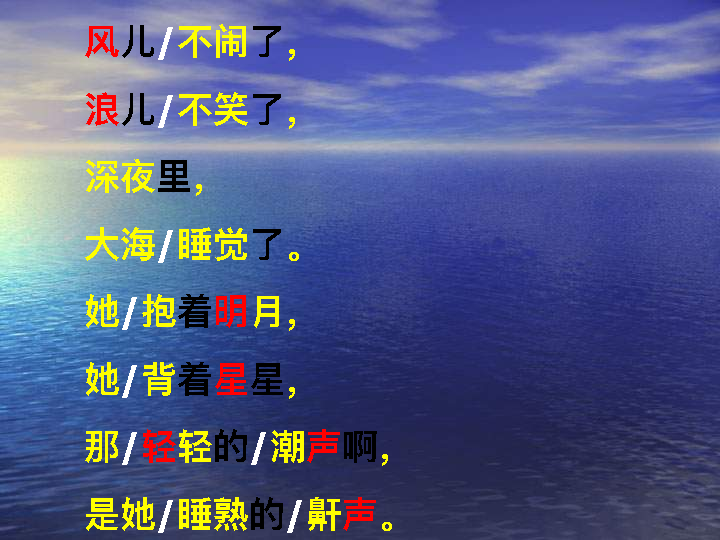 风儿/不闹了，
浪儿/不笑了，
深夜里，
大海/睡觉了。
她/抱着明月，
她/背着星星，
那/轻轻的/潮声啊，
是她/睡熟的/鼾声。